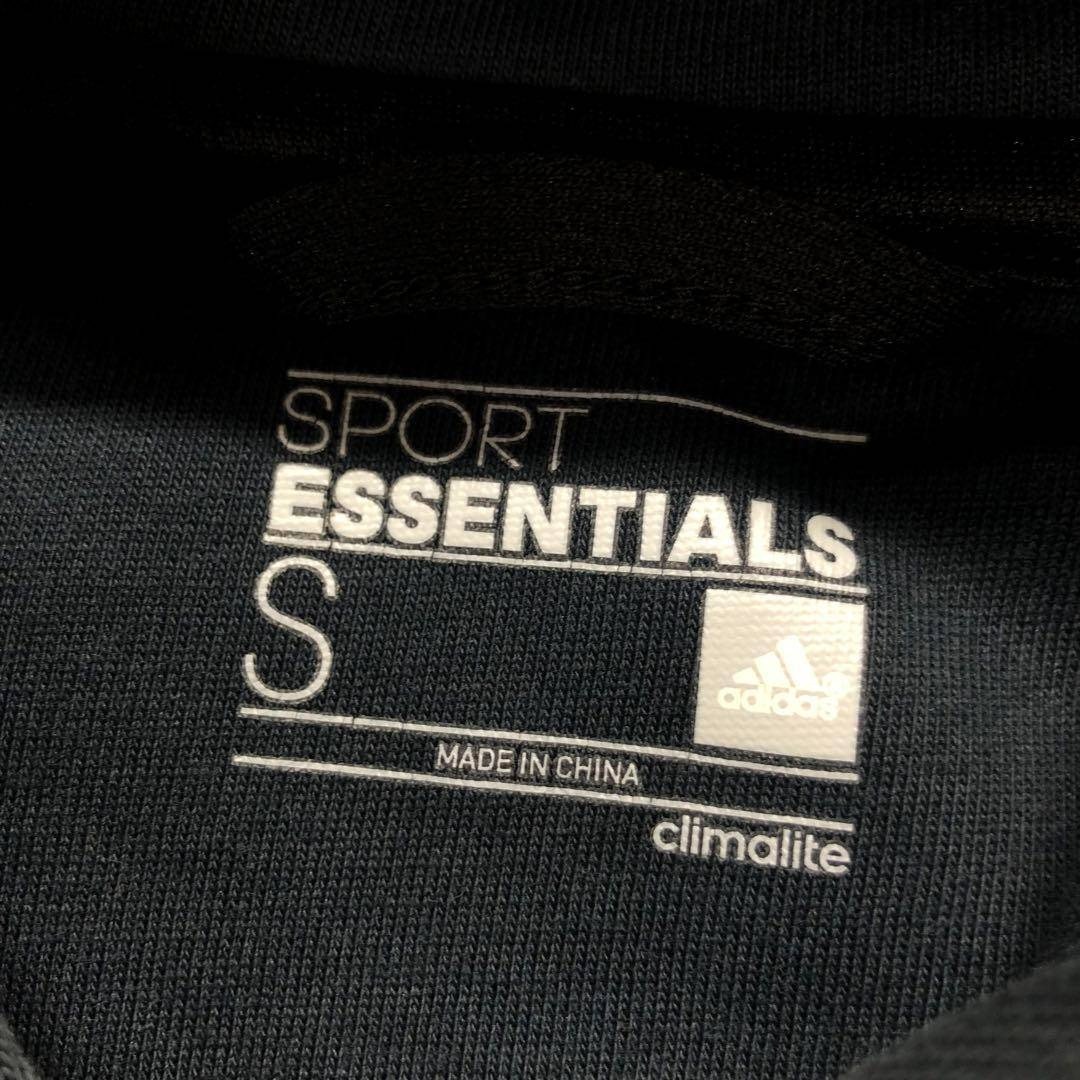 SPORT
ESSENTIALS
S
adidas®
MADE IN CHINA
climalite